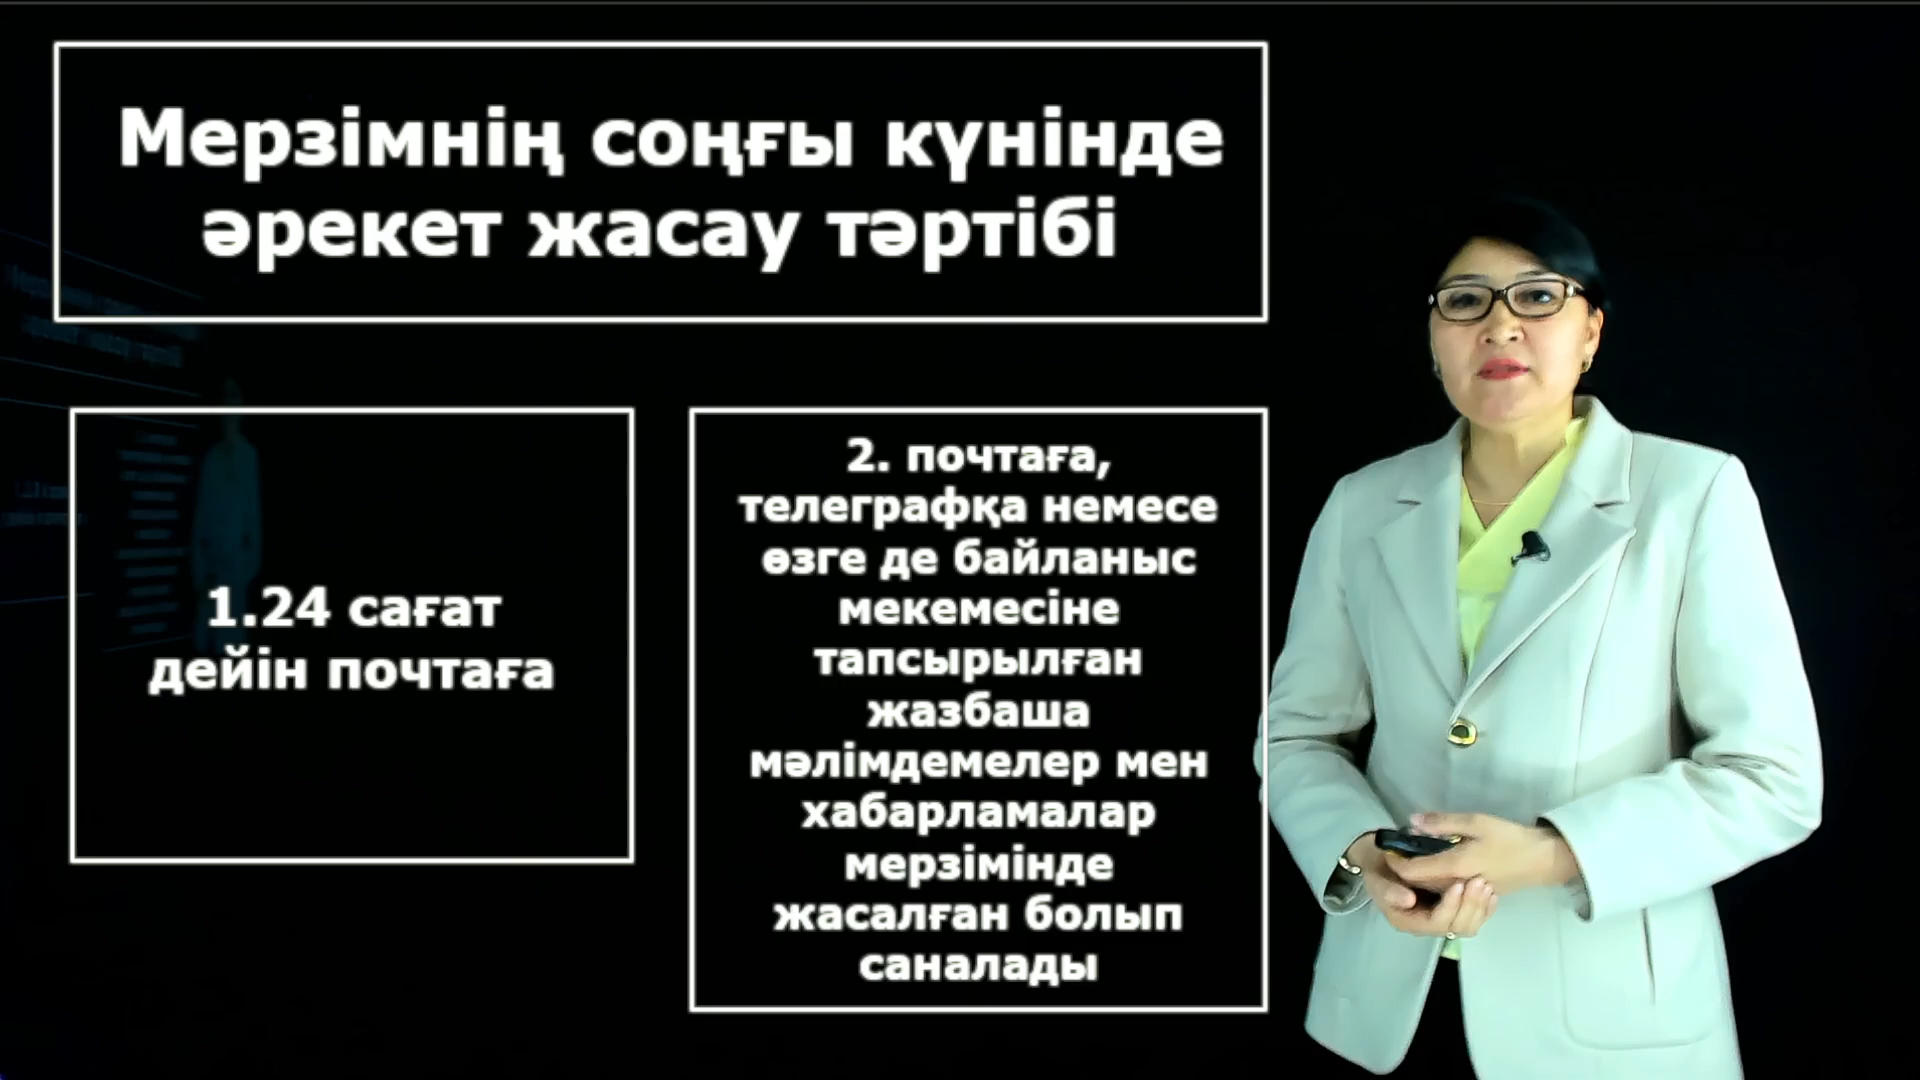 Мерзімнің соңғы күнінде
әрекет жасау тәртібі
1.24 сағат
дейін почтаға
2. почтаға,
телеграфқа немесе
өзге де байланыс
мекемесіне
тапсырылған
жазбаша
мәлімдемелер мен
хабарламалар
мерзімінде
жасалған болып
саналады